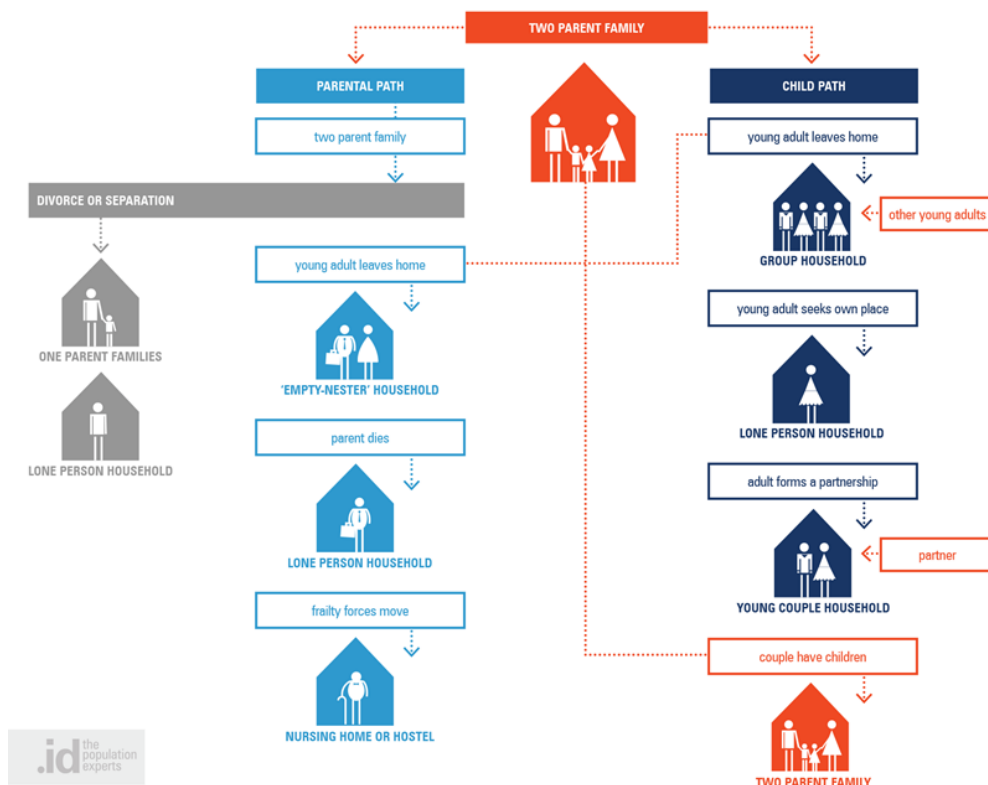 TWO PARENT FAMILY
PARENTAL PATH
CHILD PATH
two parent family
young adult leaves home
DIVORCE OR SEPARATION
other young adults
GROUP HOUSEHOLD
young adult leaves home
young adult seeks own place
ONE PARENT FAMILIES
'EMPTY-NESTER' HOUSEHOLD
LONE PERSON HOUSEHOLD
parent dies
LONE PERSON HOUSEHOLD
adult forms a partnership
LONE PERSON HOUSEHOLD
partner
frailty forces move
YOUNG COUPLE HOUSEHOLD
couple have children
NURSING HOME OR HOSTEL
.id the
population
experts
TWO PARENT FAMILY